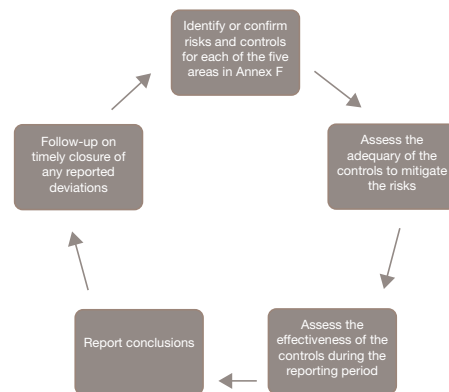 Identify or confirm
risks and controls
for each of the five
areas in Annex F
Assess the
adequary of the
controls to mitigate
the risks
Assess the
effectiveness of the
controls during the
reporting period
Report conclusions
Follow-up on
timely closure of
any reported
deviations